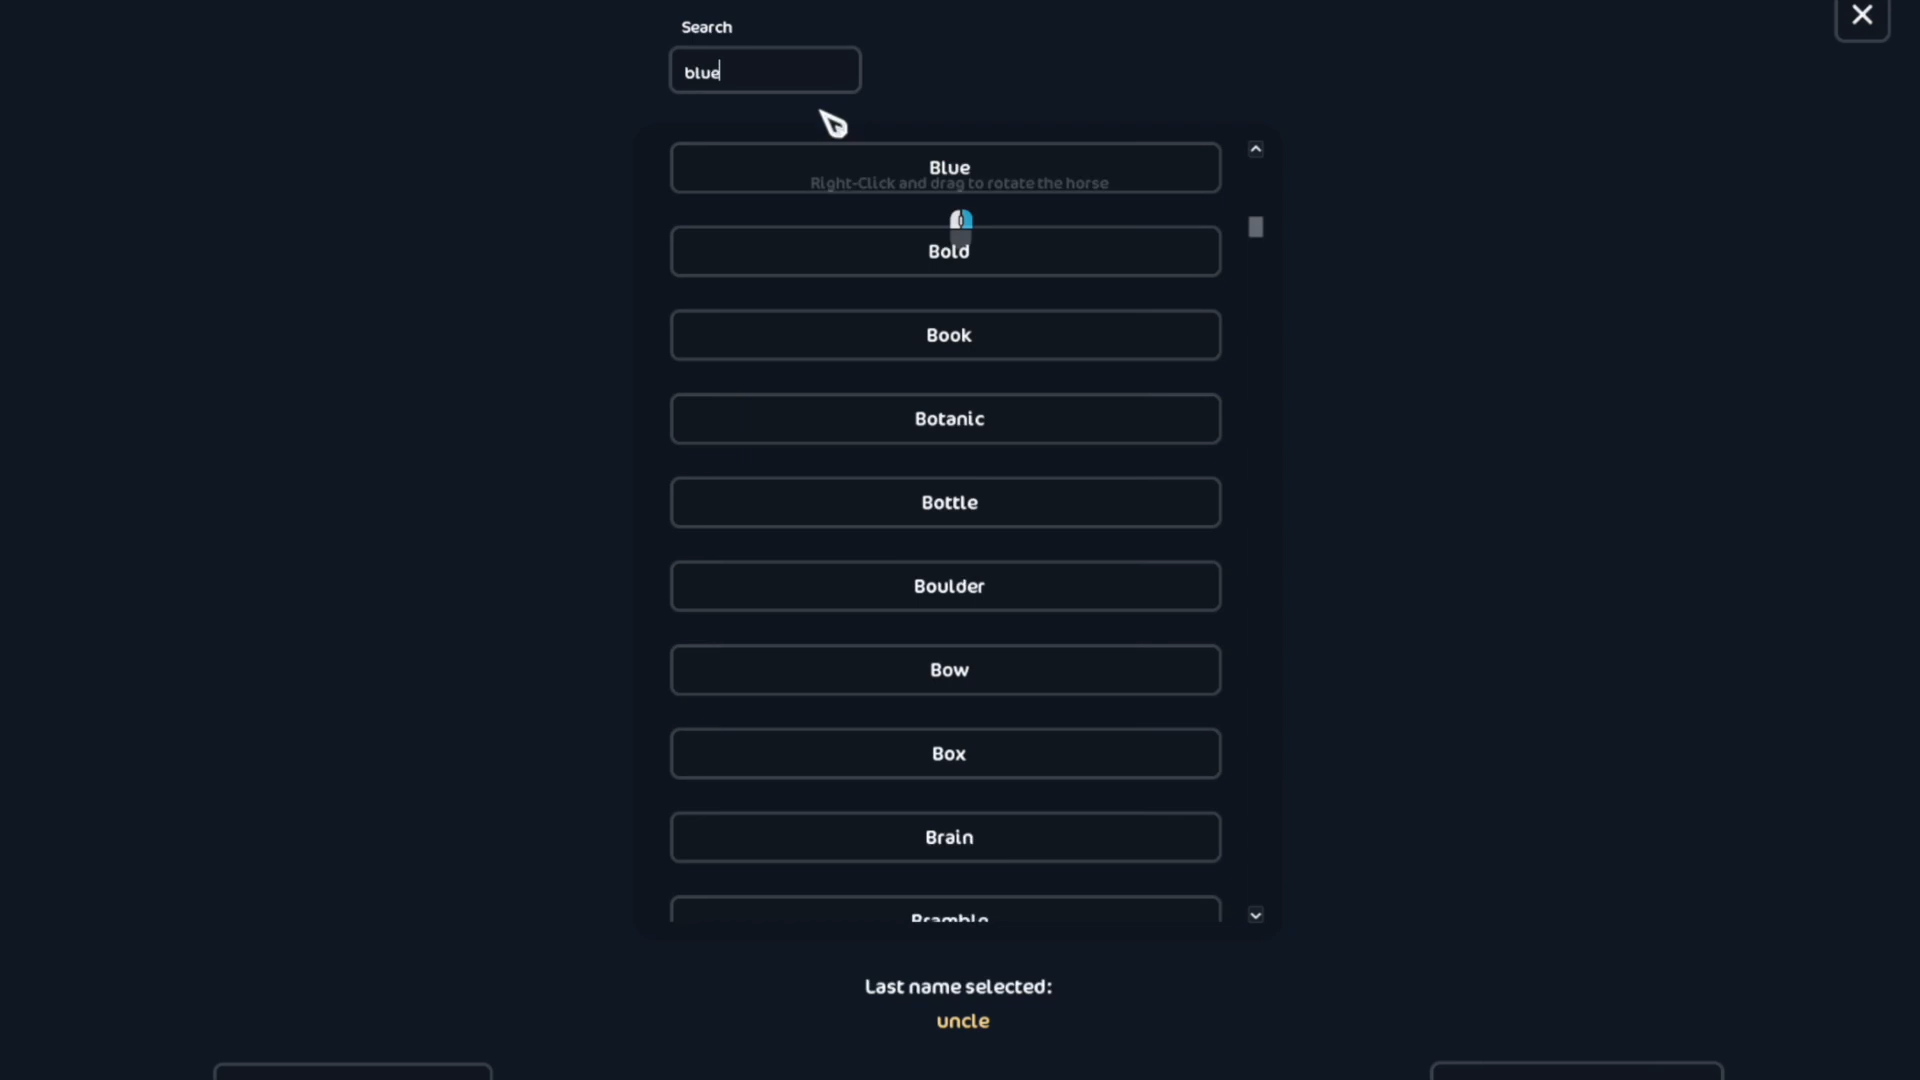 Search
blue
Blue
Right-Click and drag to rotate the horse
Bold
Book
Botanic
Bottle
Boulder
Bow
Box
Brain
Bramble
Last name selected:
uncle